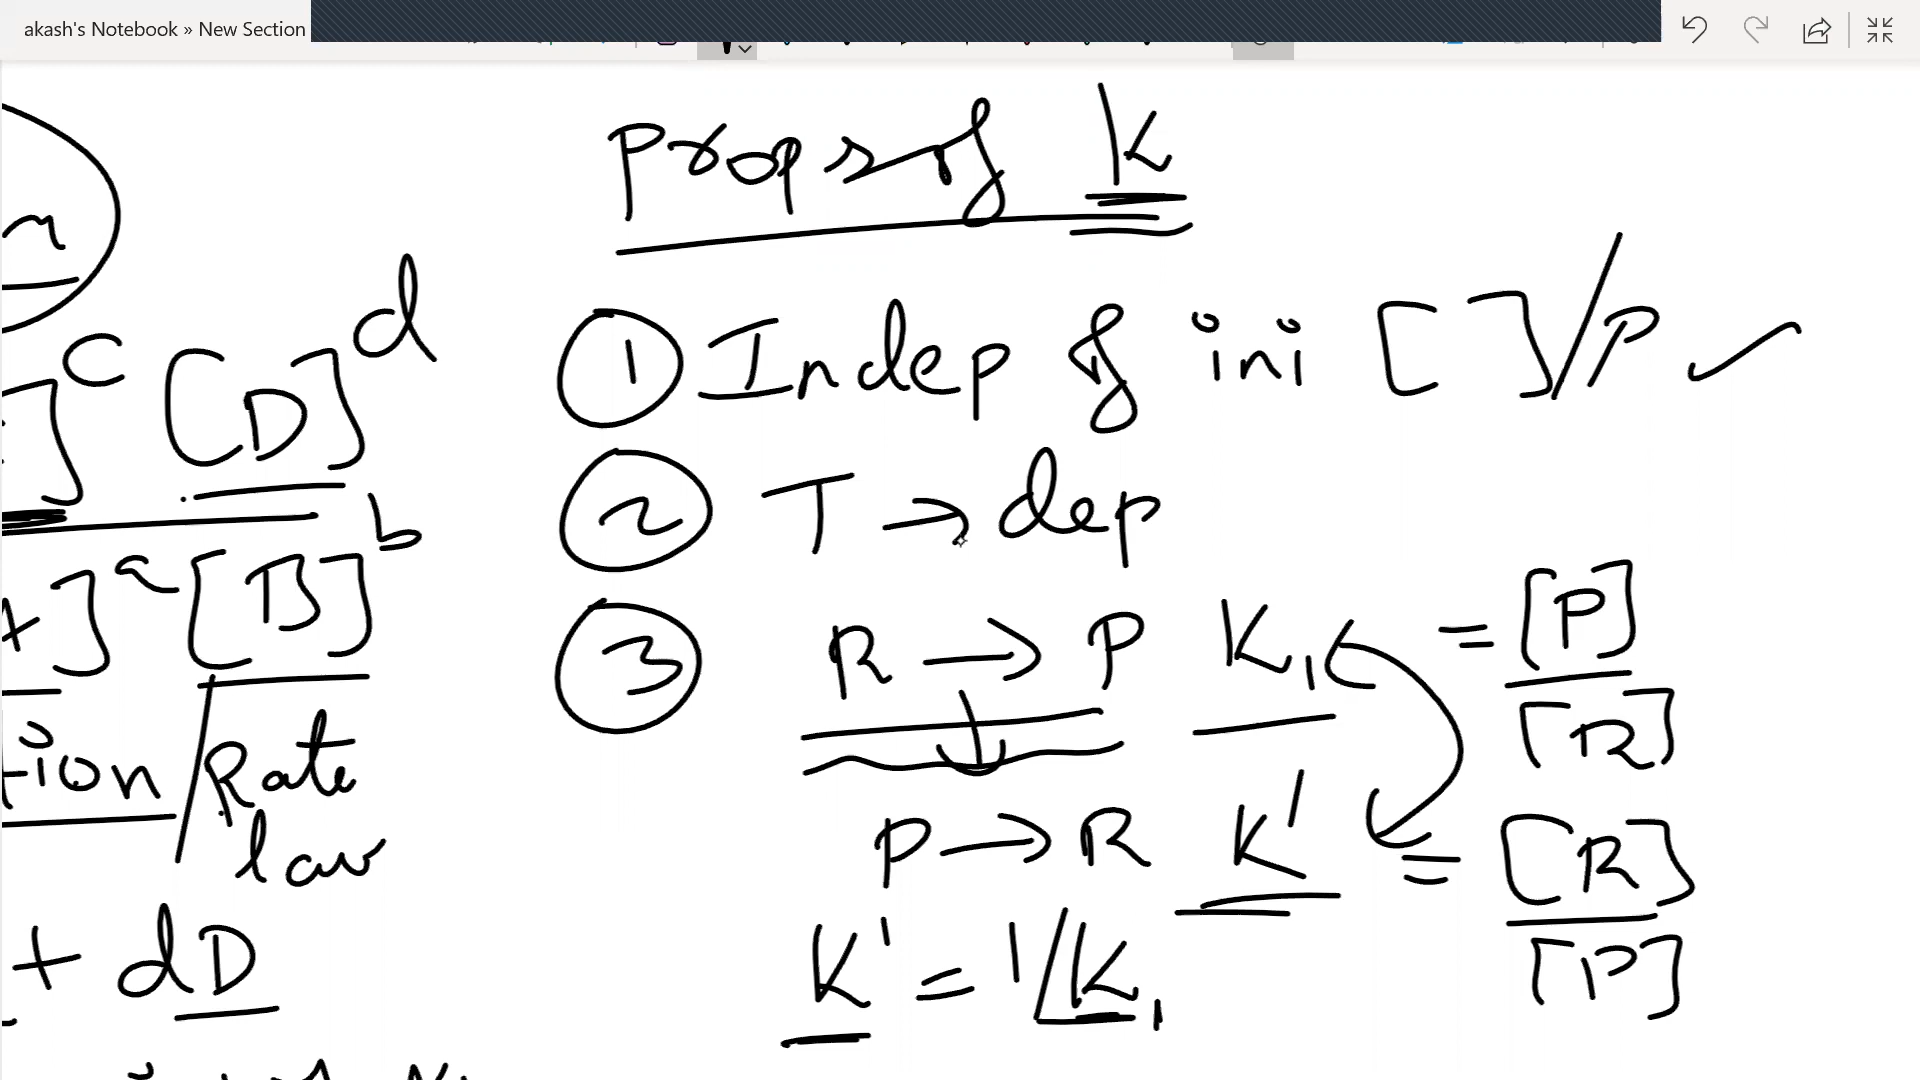 akash's Notebook » New Section
Props of K
① Indep of ini [ ]/P ✓
② T → dep
③ R → P K₁ = [P]
[R]
P → R K' = [R]
[P]
K' = 1/K₁
c [D]d
]a [B]b
tion/Rate
law
+ dD